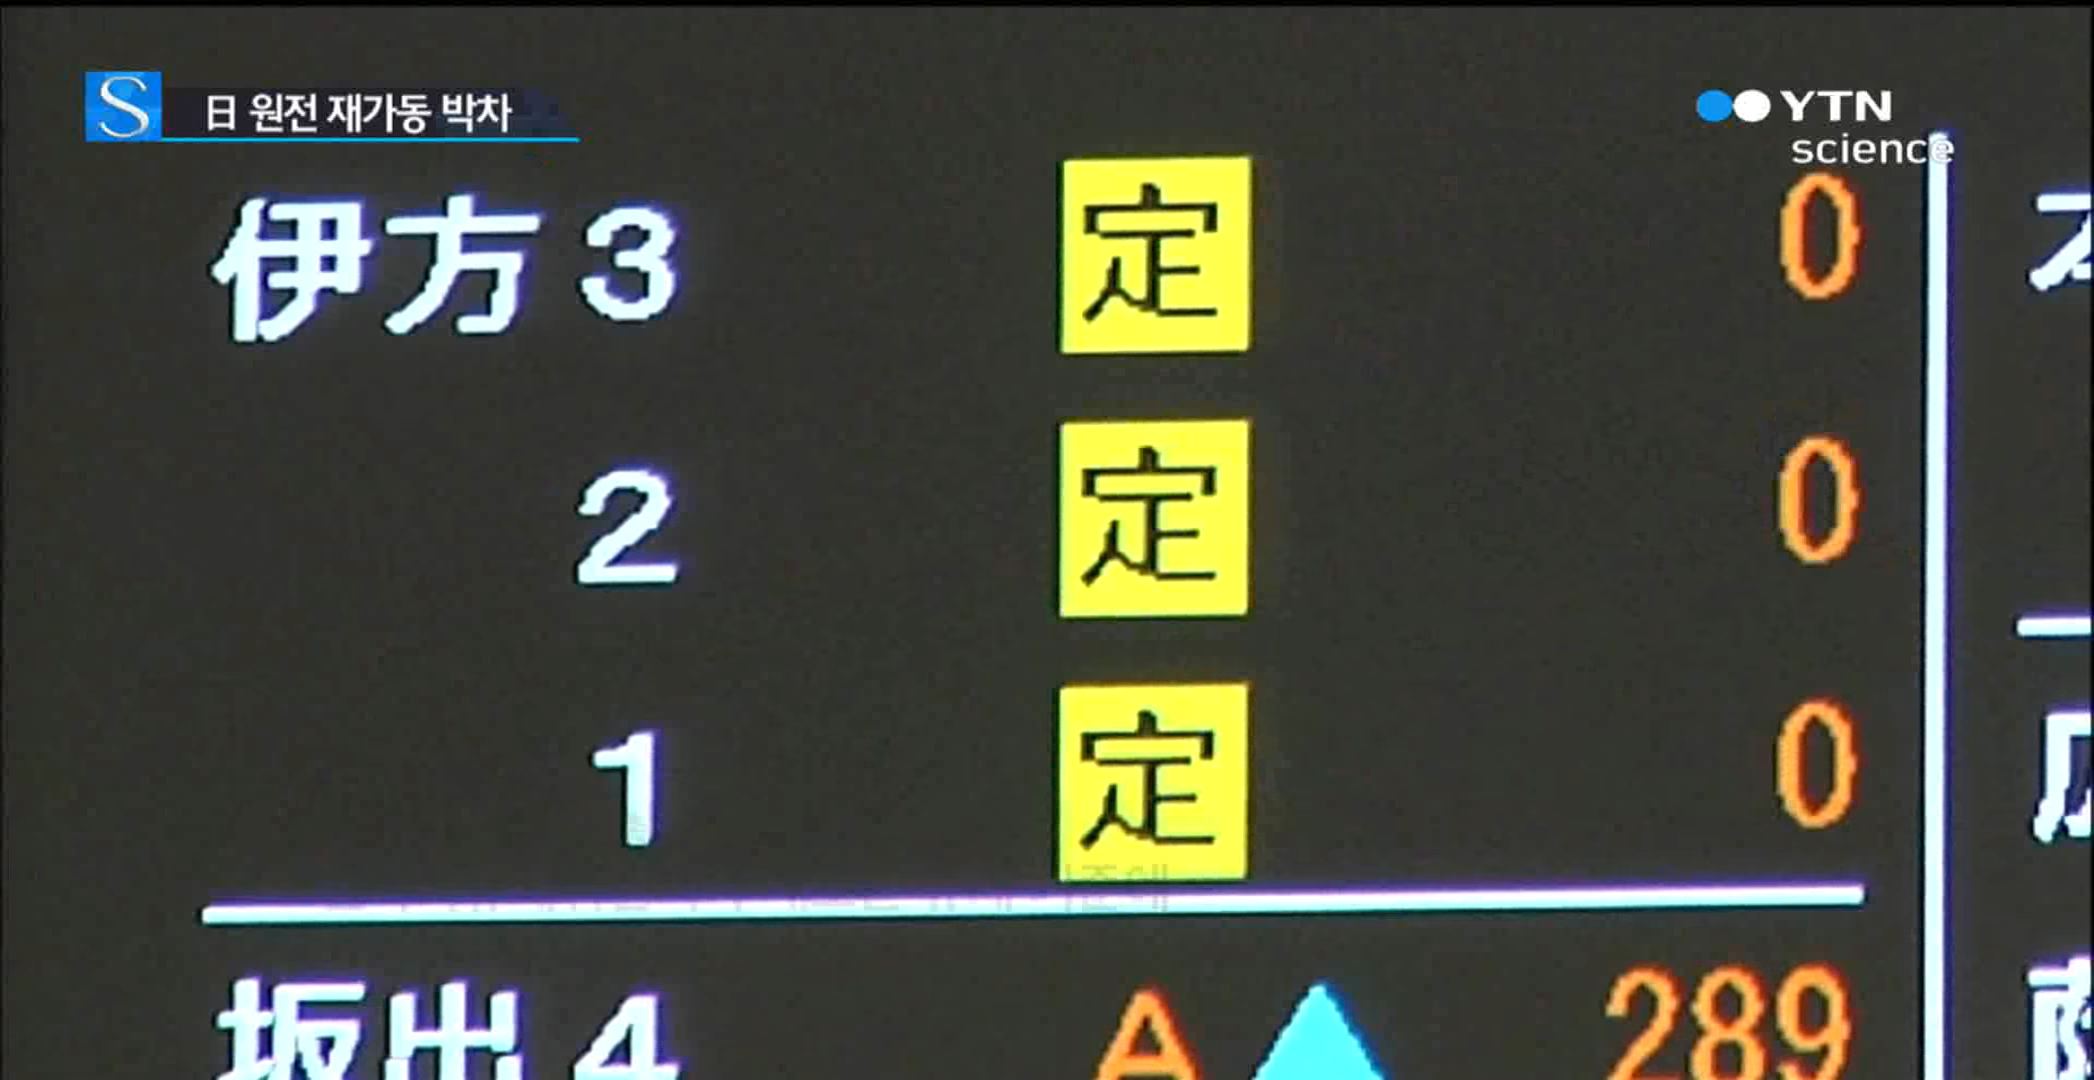 S 日 원전 재가동 박차
YTN
science
伊方3 定 0
2 定 0
1 定 0
坂出4 A 289